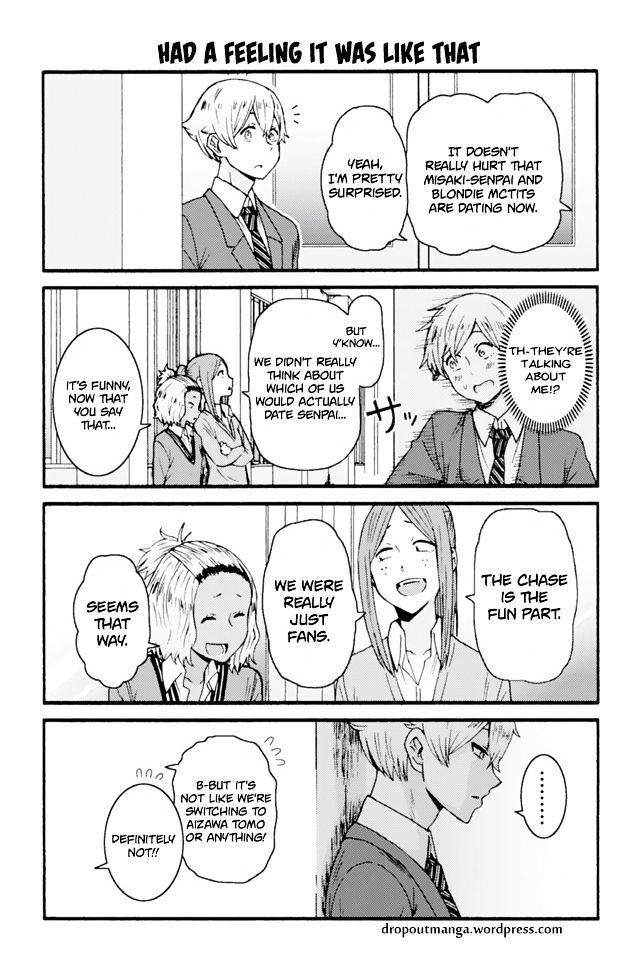 HAD A FEELING IT WAS LIKE THAT
IT DOESN'T
REALLY HURT THAT
MISAKI-SENPAI AND
BLONDIE MCTITS
ARE DATING NOW.
YEAH,
I'M PRETTY
SURPRISED.
TH-THEY'RE
TALKING
ABOUT
ME!?
サッ
BUT
Y'KNOW...
WE DIDN'T REALLY
THINK ABOUT
WHICH OF US
WOULD ACTUALLY
DATE SENPAI...
IT'S FUNNY,
NOW THAT
YOU SAY
THAT...
THE CHASE
IS THE
FUN PART.
WE WERE
REALLY
JUST
FANS.
SEEMS
THAT
WAY.
........
B-BUT IT'S
NOT LIKE WE'RE
SWITCHING TO
AIZAWA TOMO
OR ANYTHING!
DEFINITELY
NOT!!
dropoutmanga.wordpress.com